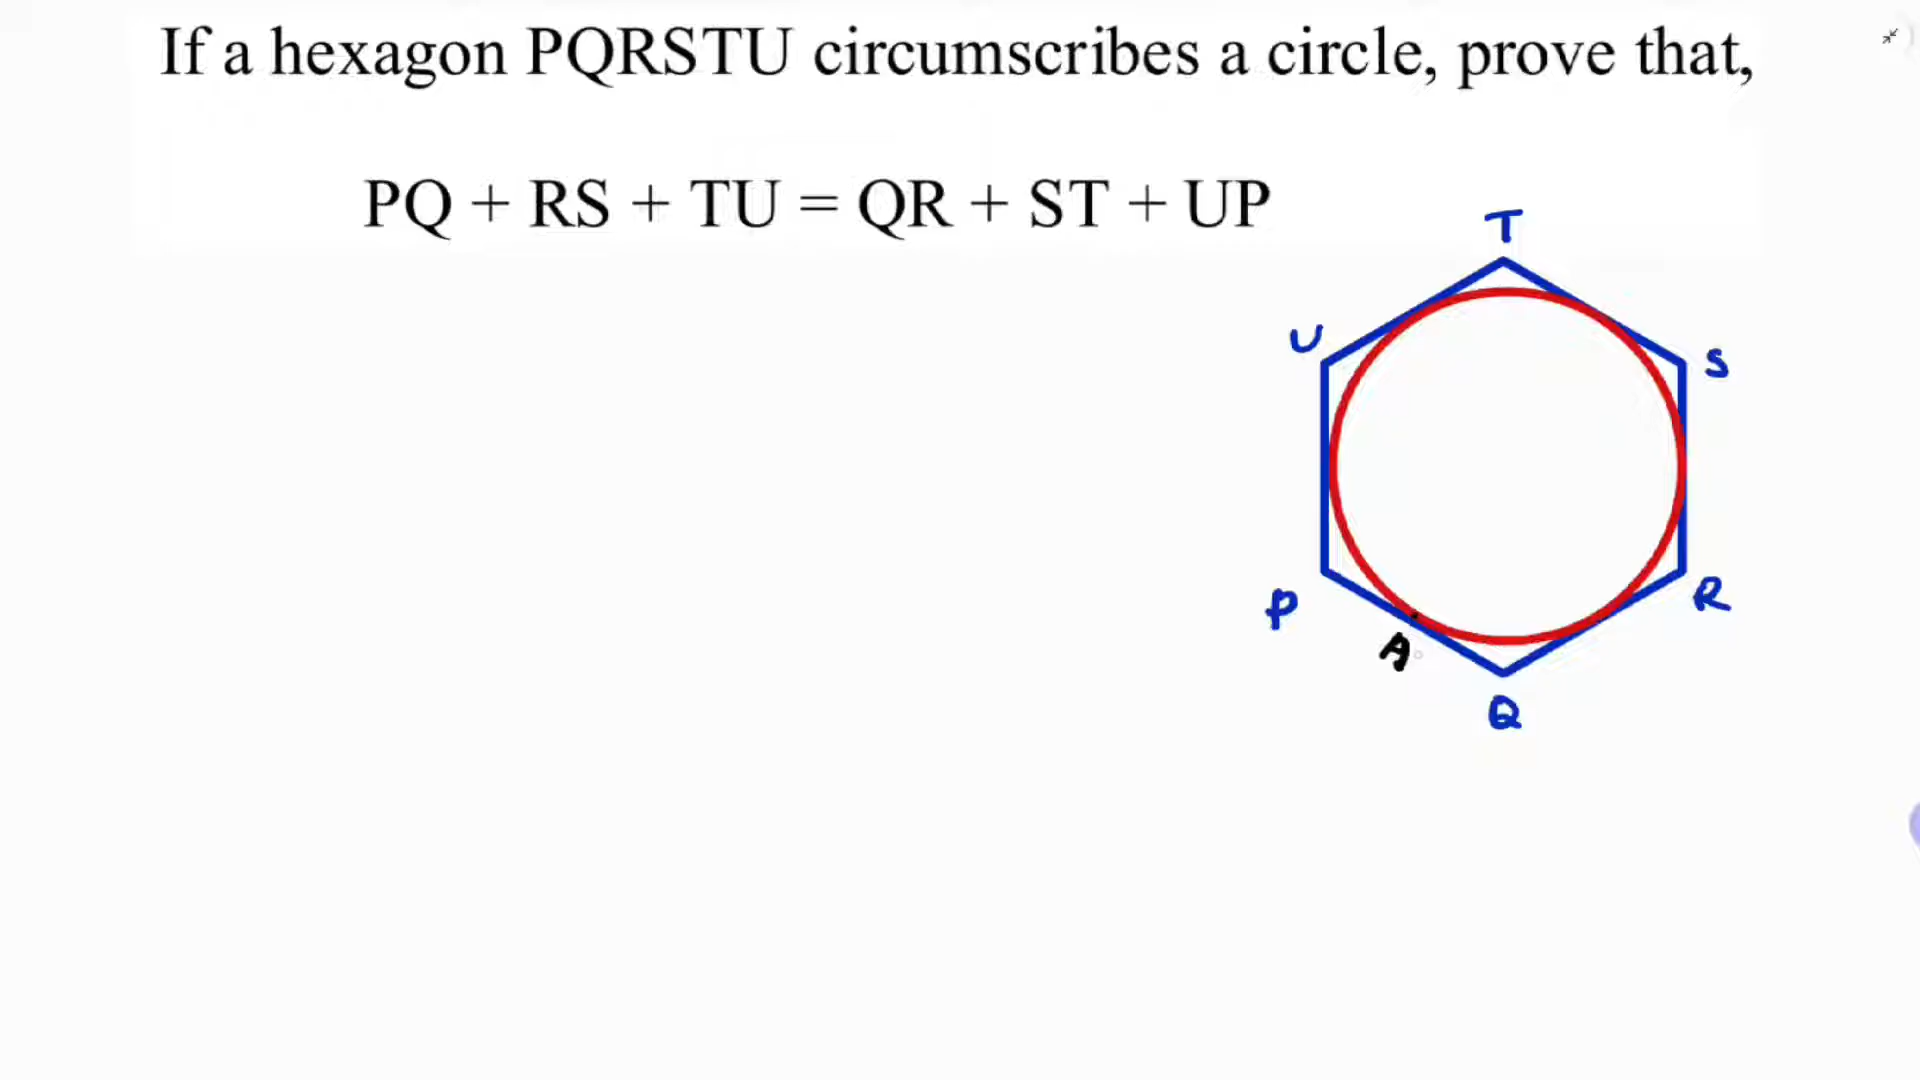 If a hexagon PQRSTU circumscribes a circle, prove that,
PQ + RS + TU = QR + ST + UP
T
U
S
P
R
A
Q